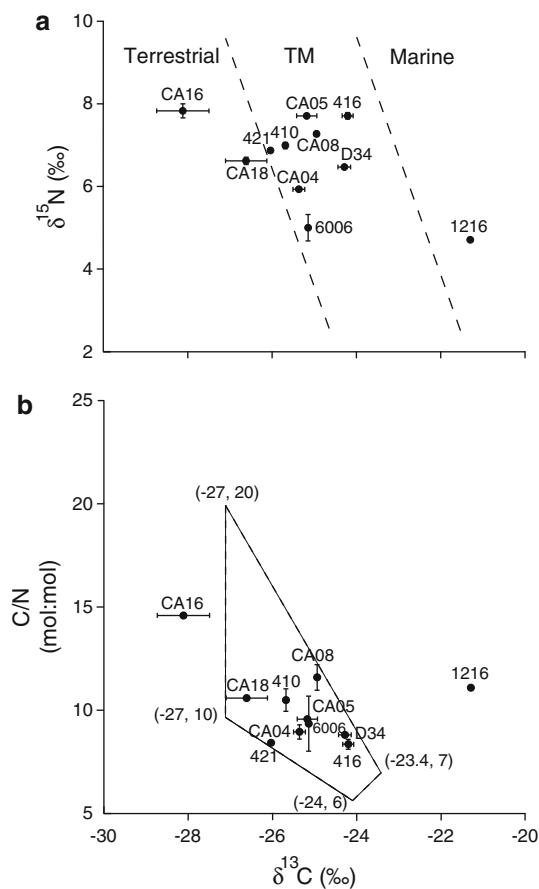 a
10
8
6
4
2
δ15N (‰)
Terrestrial TM Marine
CA16
CA05 416
421 410
CA08
CA18
D34
CA04
6006
1216
b
25
20
15
10
5
C/N
(mol:mol)
(-27, 20)
CA16
CA08
CA18 410
1216
(-27, 10)
CA05
CA04 6006 D34
421
416
(-23.4, 7)
(-24, 6)
-30 -28 -26 -24 -22 -20
δ13C (‰)